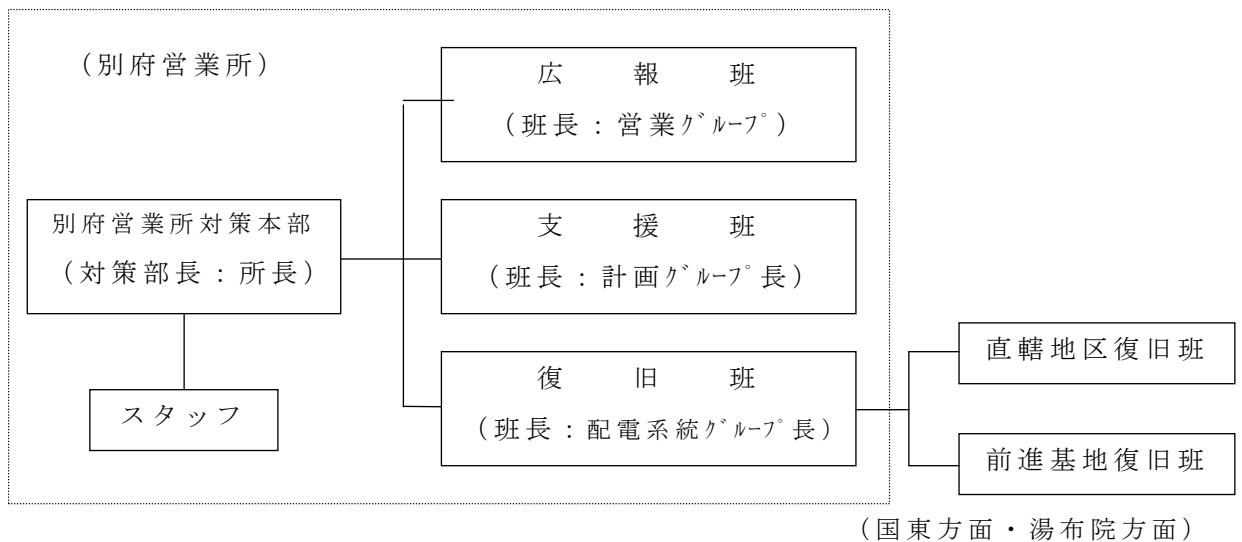 （別府営業所）
広報班
（班長：営業ｸﾞﾙｰﾌﾟ）
別府営業所対策本部
（対策部長：所長）
支援班
（班長：計画ｸﾞﾙｰﾌﾟ長）
スタッフ
復旧班
（班長：配電系統ｸﾞﾙｰﾌﾟ長）
直轄地区復旧班
前進基地復旧班
（国東方面・湯布院方面）